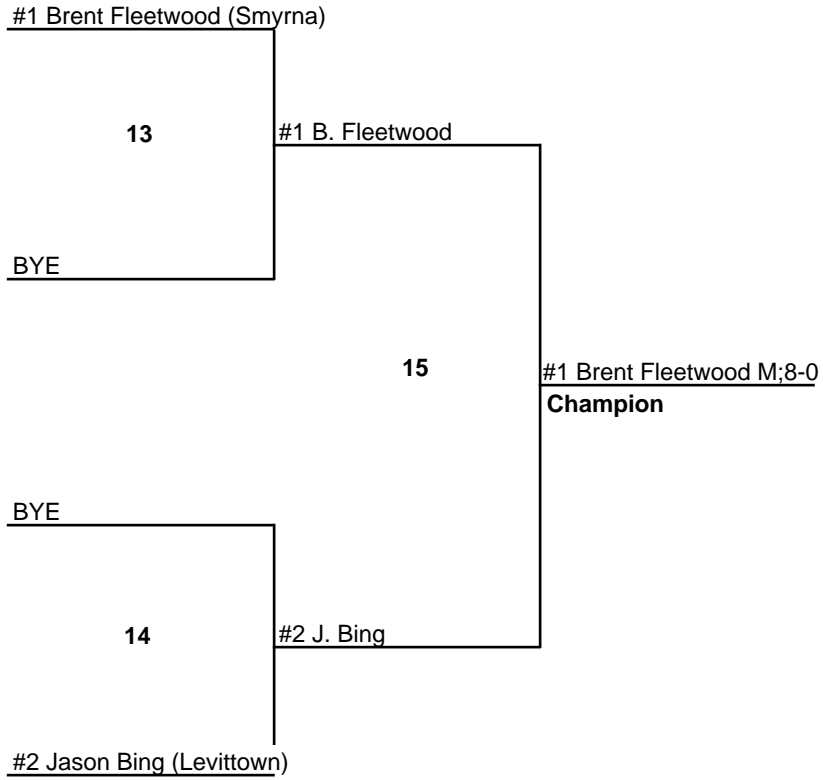 #1 Brent Fleetwood (Smyrna)
13
#1 B. Fleetwood
BYE
15
#1 Brent Fleetwood M;8-0
Champion
BYE
14
#2 J. Bing
#2 Jason Bing (Levittown)